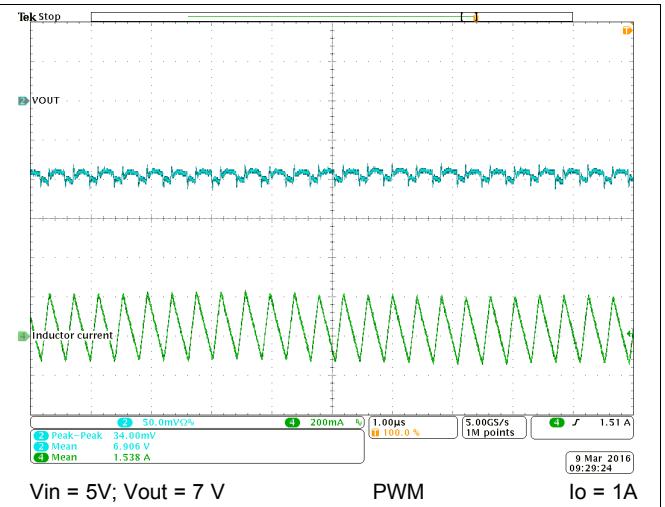 Tek Stop
T
2 VOUT
4 Inductor current
2 50.0mVΩ 4 200mA 1.00µs 5.00GS/s 4 1.51 A
T 100.0 % 1M points
2 Peak-Peak 34.00mV
2 Mean 6.906 V
4 Mean 1.538 A
9 Mar 2016
09:29:24
Vin = 5V; Vout = 7 V PWM Io = 1A